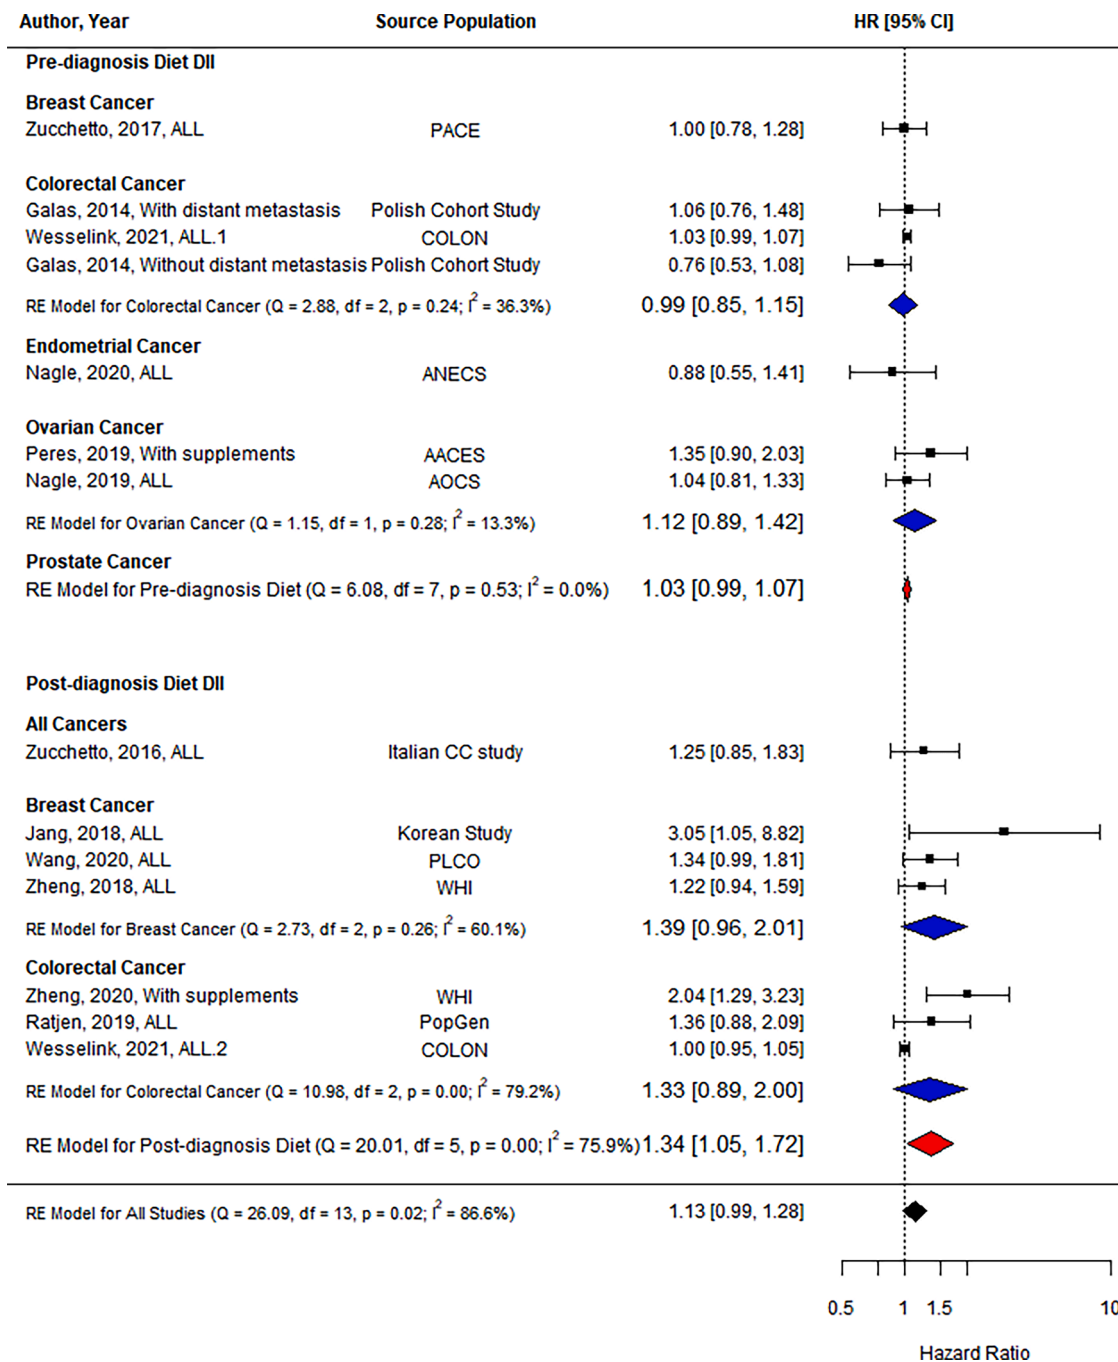 Author, Year Source Population HR [95% CI]
Pre-diagnosis Diet DII
Breast Cancer
Zucchetto, 2017, ALL PACE 1.00 [0.78, 1.28]
Colorectal Cancer
Galas, 2014, With distant metastasis Polish Cohort Study 1.06 [0.76, 1.48]
Wesselink, 2021, ALL.1 COLON 1.03 [0.99, 1.07]
Galas, 2014, Without distant metastasis Polish Cohort Study 0.76 [0.53, 1.08]
RE Model for Colorectal Cancer (Q = 2.88, df = 2, p = 0.24; I² = 36.3%) 0.99 [0.85, 1.15]
Endometrial Cancer
Nagle, 2020, ALL ANECS 0.88 [0.55, 1.41]
Ovarian Cancer
Peres, 2019, With supplements AACES 1.35 [0.90, 2.03]
Nagle, 2019, ALL AOCS 1.04 [0.81, 1.33]
RE Model for Ovarian Cancer (Q = 1.15, df = 1, p = 0.28; I² = 13.3%) 1.12 [0.89, 1.42]
Prostate Cancer
RE Model for Pre-diagnosis Diet (Q = 6.08, df = 7, p = 0.53; I² = 0.0%) 1.03 [0.99, 1.07]
Post-diagnosis Diet DII
All Cancers
Zucchetto, 2016, ALL Italian CC study 1.25 [0.85, 1.83]
Breast Cancer
Jang, 2018, ALL Korean Study 3.05 [1.05, 8.82]
Wang, 2020, ALL PLCO 1.34 [0.99, 1.81]
Zheng, 2018, ALL WHI 1.22 [0.94, 1.59]
RE Model for Breast Cancer (Q = 2.73, df = 2, p = 0.26; I² = 60.1%) 1.39 [0.96, 2.01]
Colorectal Cancer
Zheng, 2020, With supplements WHI 2.04 [1.29, 3.23]
Ratjen, 2019, ALL PopGen 1.36 [0.88, 2.09]
Wesselink, 2021, ALL.2 COLON 1.00 [0.95, 1.05]
RE Model for Colorectal Cancer (Q = 10.98, df = 2, p = 0.00; I² = 79.2%) 1.33 [0.89, 2.00]
RE Model for Post-diagnosis Diet (Q = 20.01, df = 5, p = 0.00; I² = 75.9%) 1.34 [1.05, 1.72]
RE Model for All Studies (Q = 26.09, df = 13, p = 0.02; I² = 86.6%) 1.13 [0.99, 1.28]
0.5 1 1.5 10
Hazard Ratio